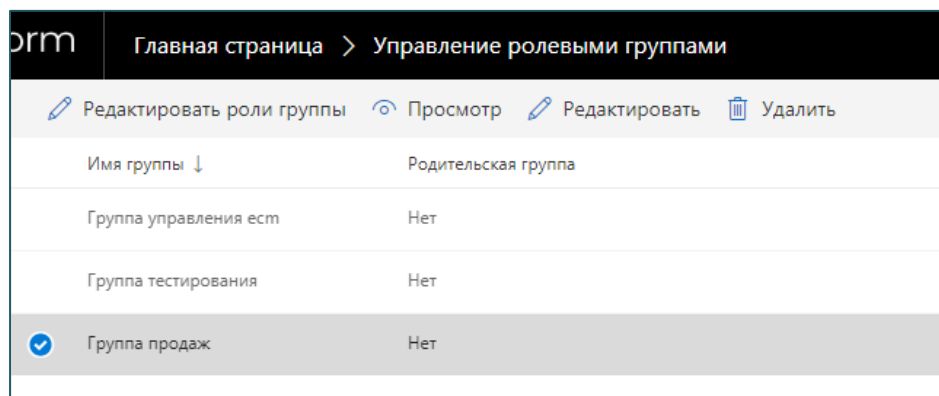 orm Главная страница > Управление ролевыми группами
Редактировать роли группы Просмотр Редактировать Удалить
Имя группы ↓ Родительская группа
Группа управления ecm Нет
Группа тестирования Нет
Группа продаж Нет